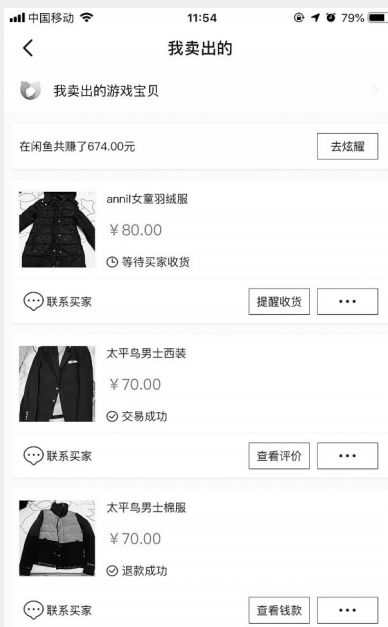 中国移动 11:54 79%
我卖出的
我卖出的游戏宝贝
在闲鱼共赚了674.00元 去炫耀
annil女童羽绒服
￥80.00
等待买家收货
联系买家 提醒收货 •••
太平鸟男士西装
￥70.00
交易成功
联系买家 查看评价 •••
太平鸟男士棉服
￥70.00
退款成功
联系买家 查看钱款 •••